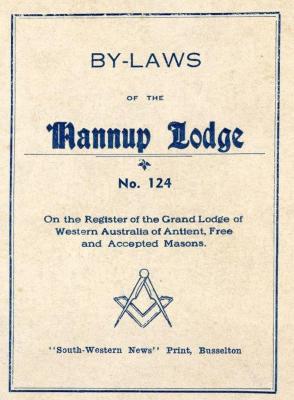 BY-LAWS
OF THE
Nannup Lodge
No. 124
On the Register of the Grand Lodge of
Western Australia of Antient, Free
and Accepted Masons.
"South-Western News" Print, Busselton